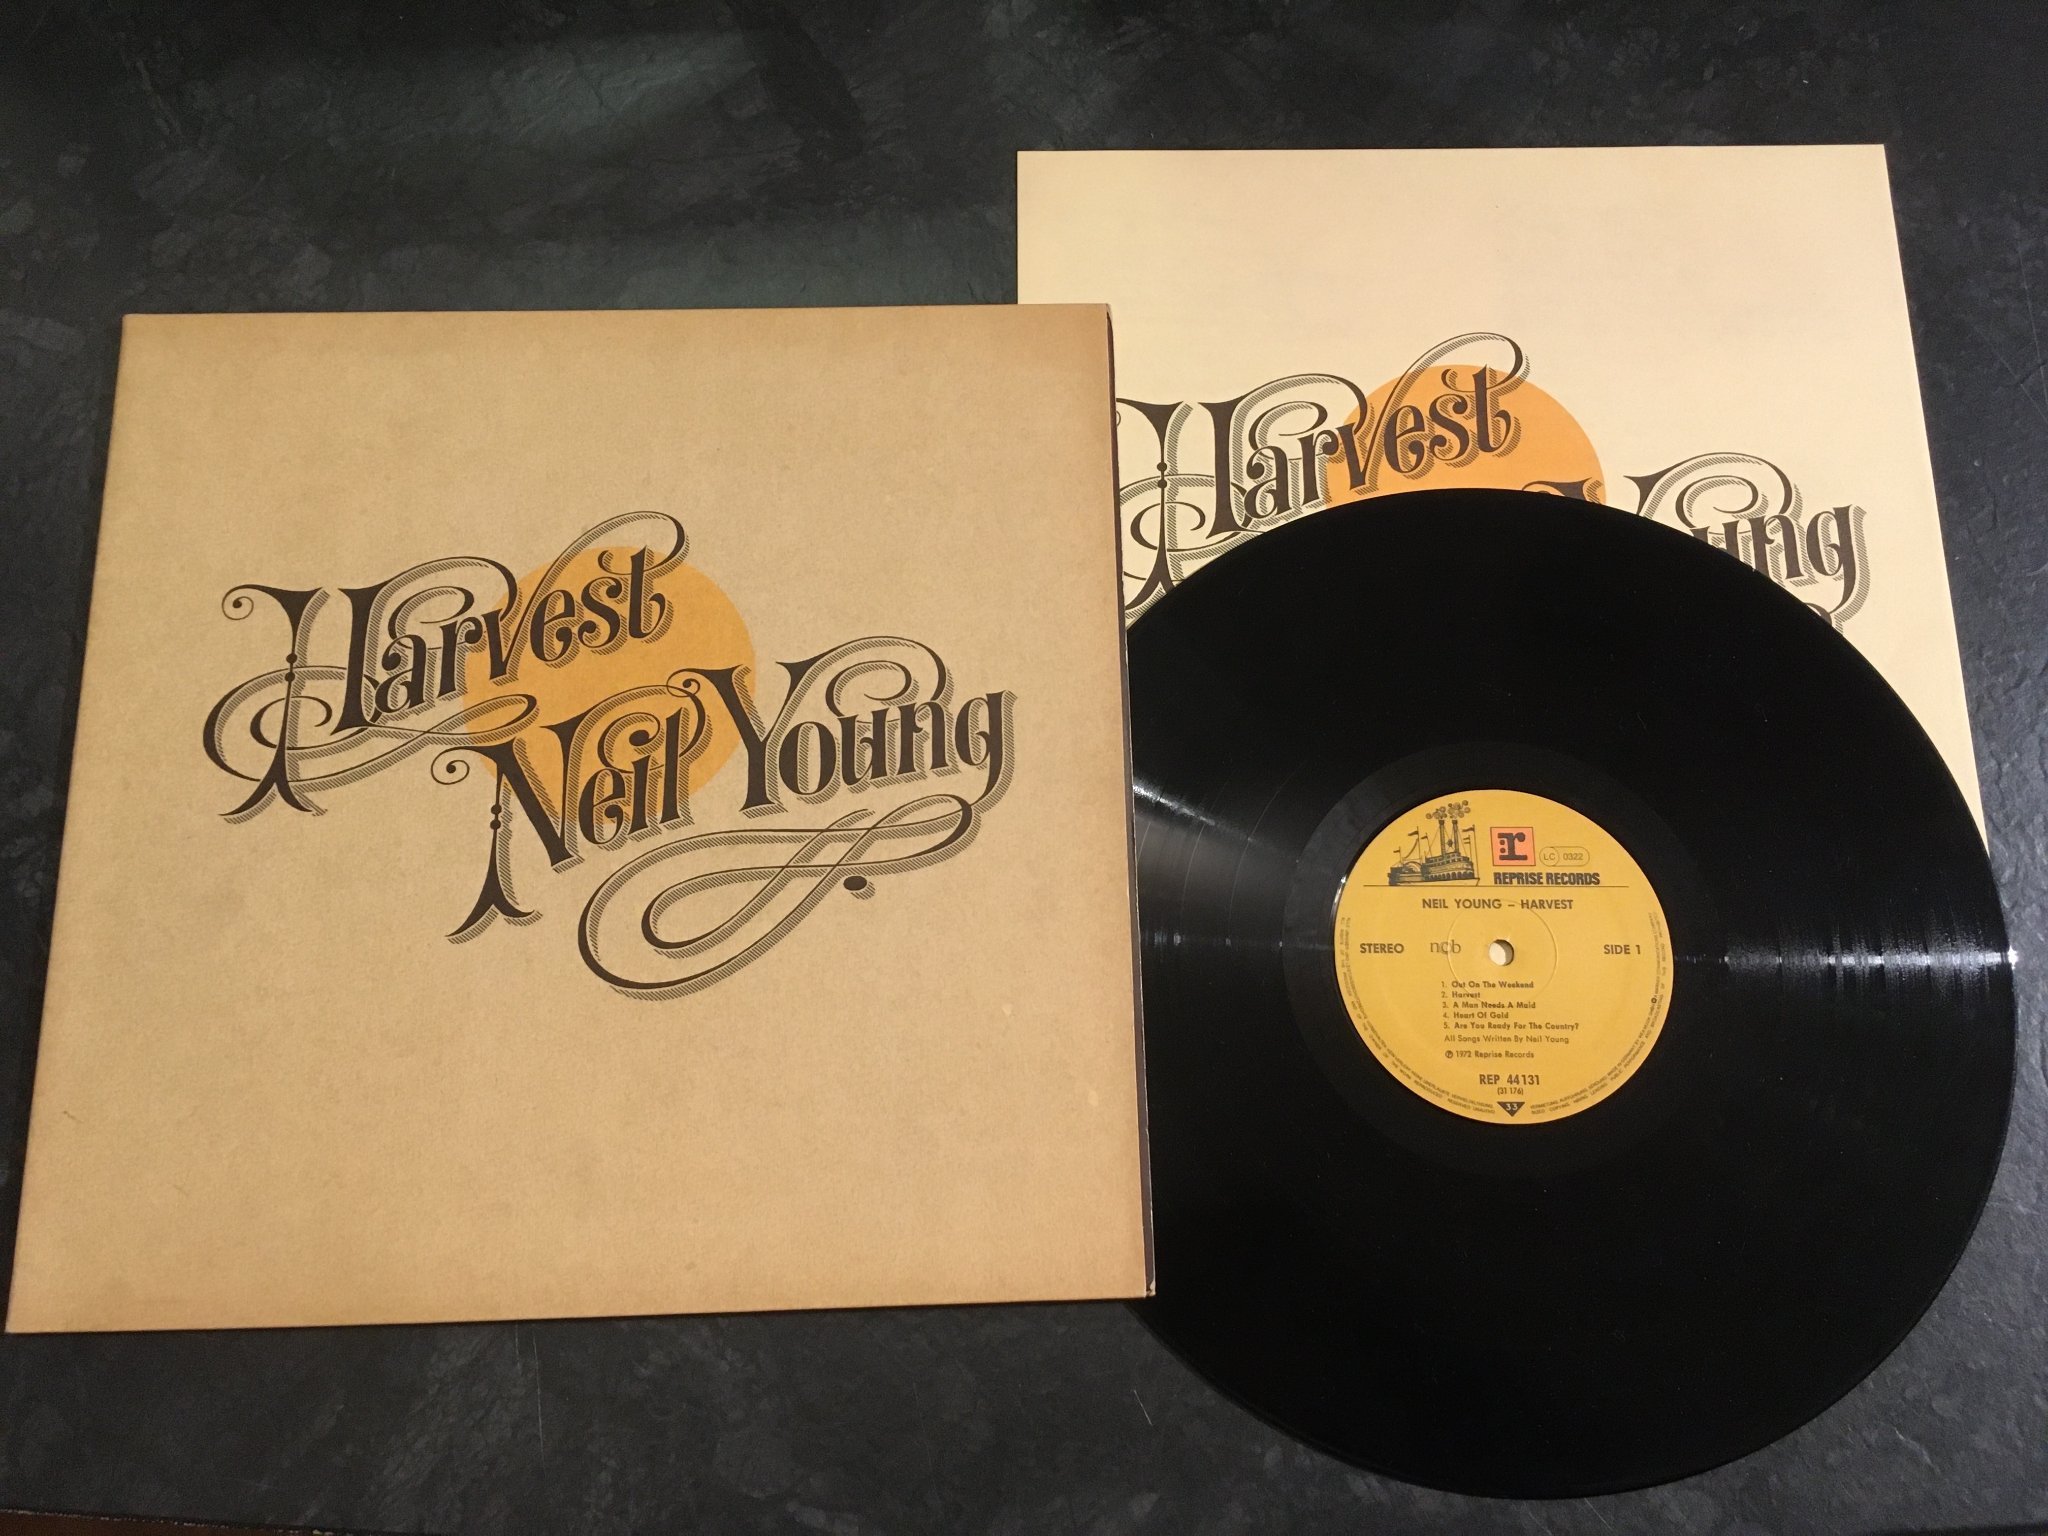 Harvest
Neil Young
Harvest
Young
r
LC 0322
REPRISE RECORDS
NEIL YOUNG – HARVEST
STEREO
ncb
SIDE 1
1. Out On The Weekend
2. Harvest
3. A Man Needs A Maid
4. Heart Of Gold
5. Are You Ready For The Country?
All Songs Written By Neil Young
℗ 1972 Reprise Records
REP 44131
(31 176)
33